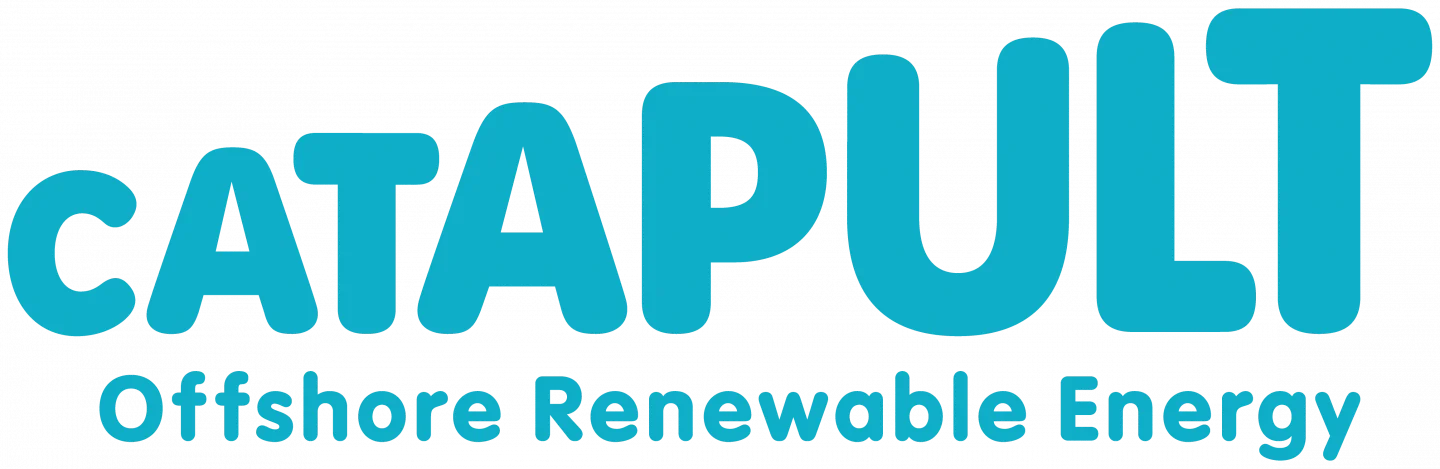 CATAPULT
Offshore Renewable Energy